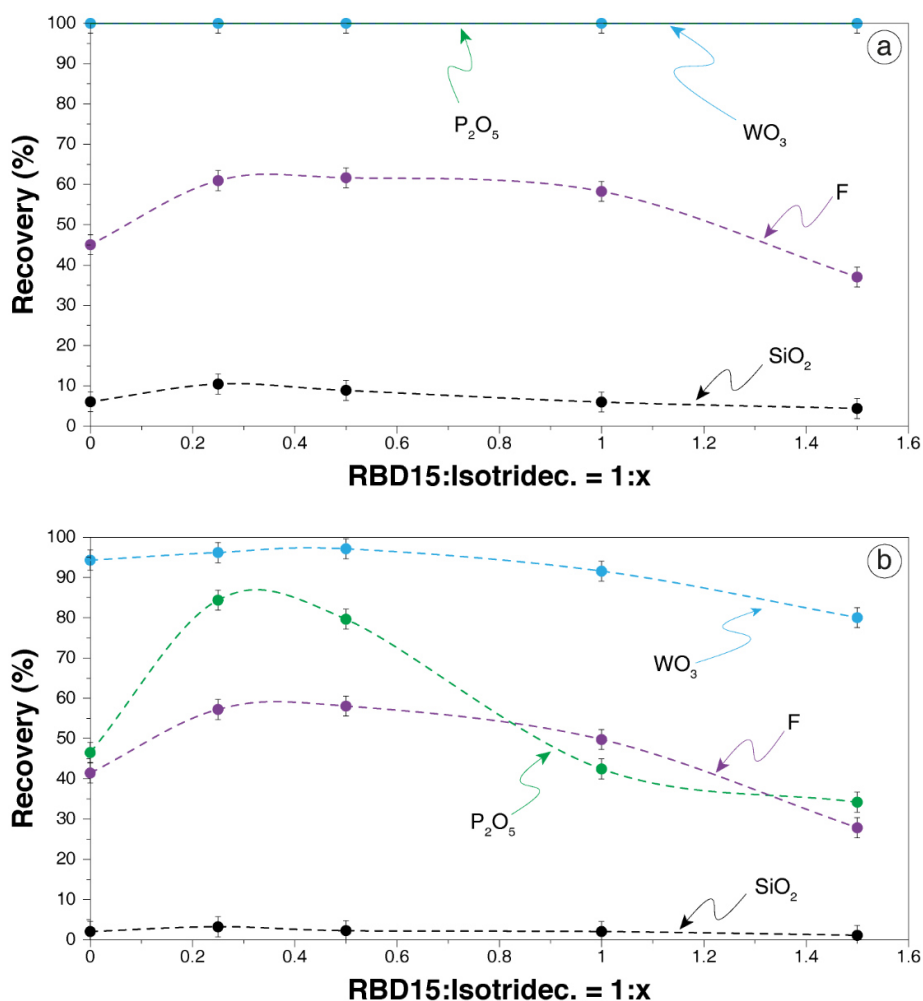 100
90
80
70
60
50
40
30
20
10
0
Recovery (%)
a
P₂O₅
WO₃
F
SiO₂
0 0.2 0.4 0.6 0.8 1 1.2 1.4 1.6
RBD15:Isotridec. = 1:x
100
90
80
70
60
50
40
30
20
10
0
Recovery (%)
b
WO₃
F
P₂O₅
SiO₂
0 0.2 0.4 0.6 0.8 1 1.2 1.4 1.6
RBD15:Isotridec. = 1:x